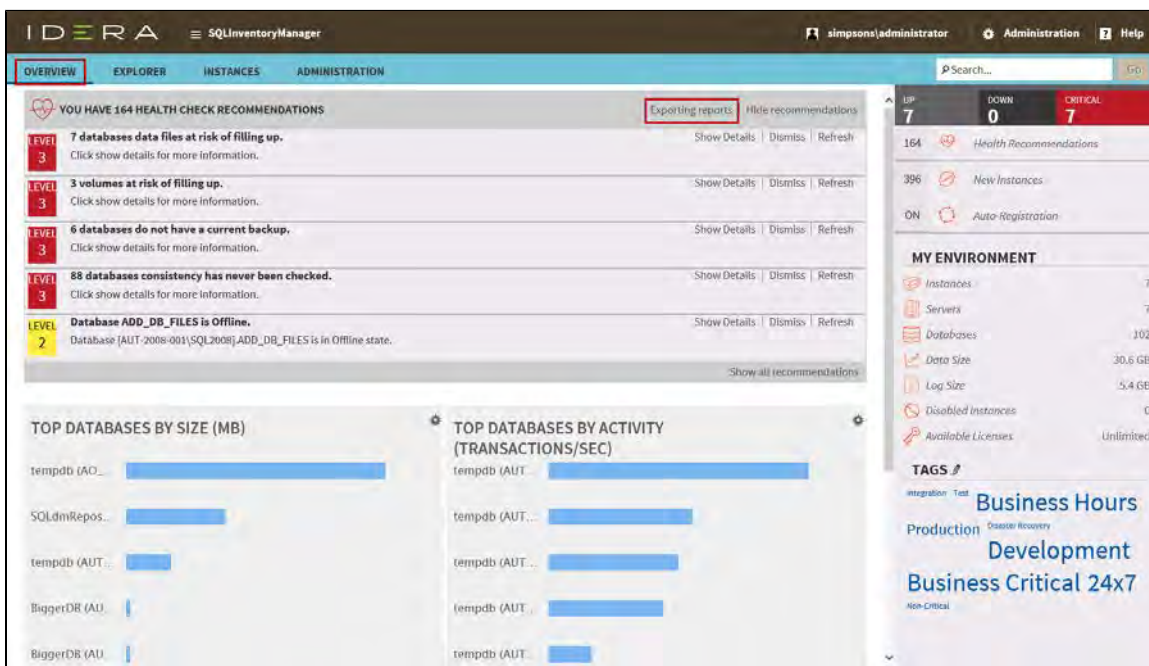 IDERA SQLInventoryManager simpsons\administrator Administration ? Help
OVERVIEW EXPLORER INSTANCES ADMINISTRATION Search... Go
YOU HAVE 164 HEALTH CHECK RECOMMENDATIONS Exporting reports Hide recommendations
LEVEL 3
7 databases data files at risk of filling up. Show Details | Dismiss | Refresh
Click show details for more information.
LEVEL 3
3 volumes at risk of filling up. Show Details | Dismiss | Refresh
Click show details for more information.
LEVEL 3
6 databases do not have a current backup. Show Details | Dismiss | Refresh
Click show details for more information.
LEVEL 3
88 databases consistency has never been checked. Show Details | Dismiss | Refresh
Click show details for more information.
LEVEL 2
Database ADD_DB_FILES is Offline. Show Details | Dismiss | Refresh
Database [AUT-2008-001\SQL2008].ADD_DB_FILES is in Offline state.
Show all recommendations
TOP DATABASES BY SIZE (MB)
tempdb (AO_...
SQLdmRepos...
tempdb (AUT...
BiggerDB (AU...
BiggerDB (AU...
TOP DATABASES BY ACTIVITY
(TRANSACTIONS/SEC)
tempdb (AUT...
tempdb (AUT...
tempdb (AUT...
tempdb (AUT...
tempdb (AUT...
UP DOWN CRITICAL
7 0 7
164 Health Recommendations
396 New Instances
ON Auto-Registration
MY ENVIRONMENT
Instances 7
Servers 7
Databases 102
Data Size 30.6 GB
Log Size 5.4 GB
Disabled Instances 0
Available Licenses Unlimited
TAGS
Integration Test Business Hours
Production Disaster Recovery
Development
Business Critical 24x7
Non-Critical